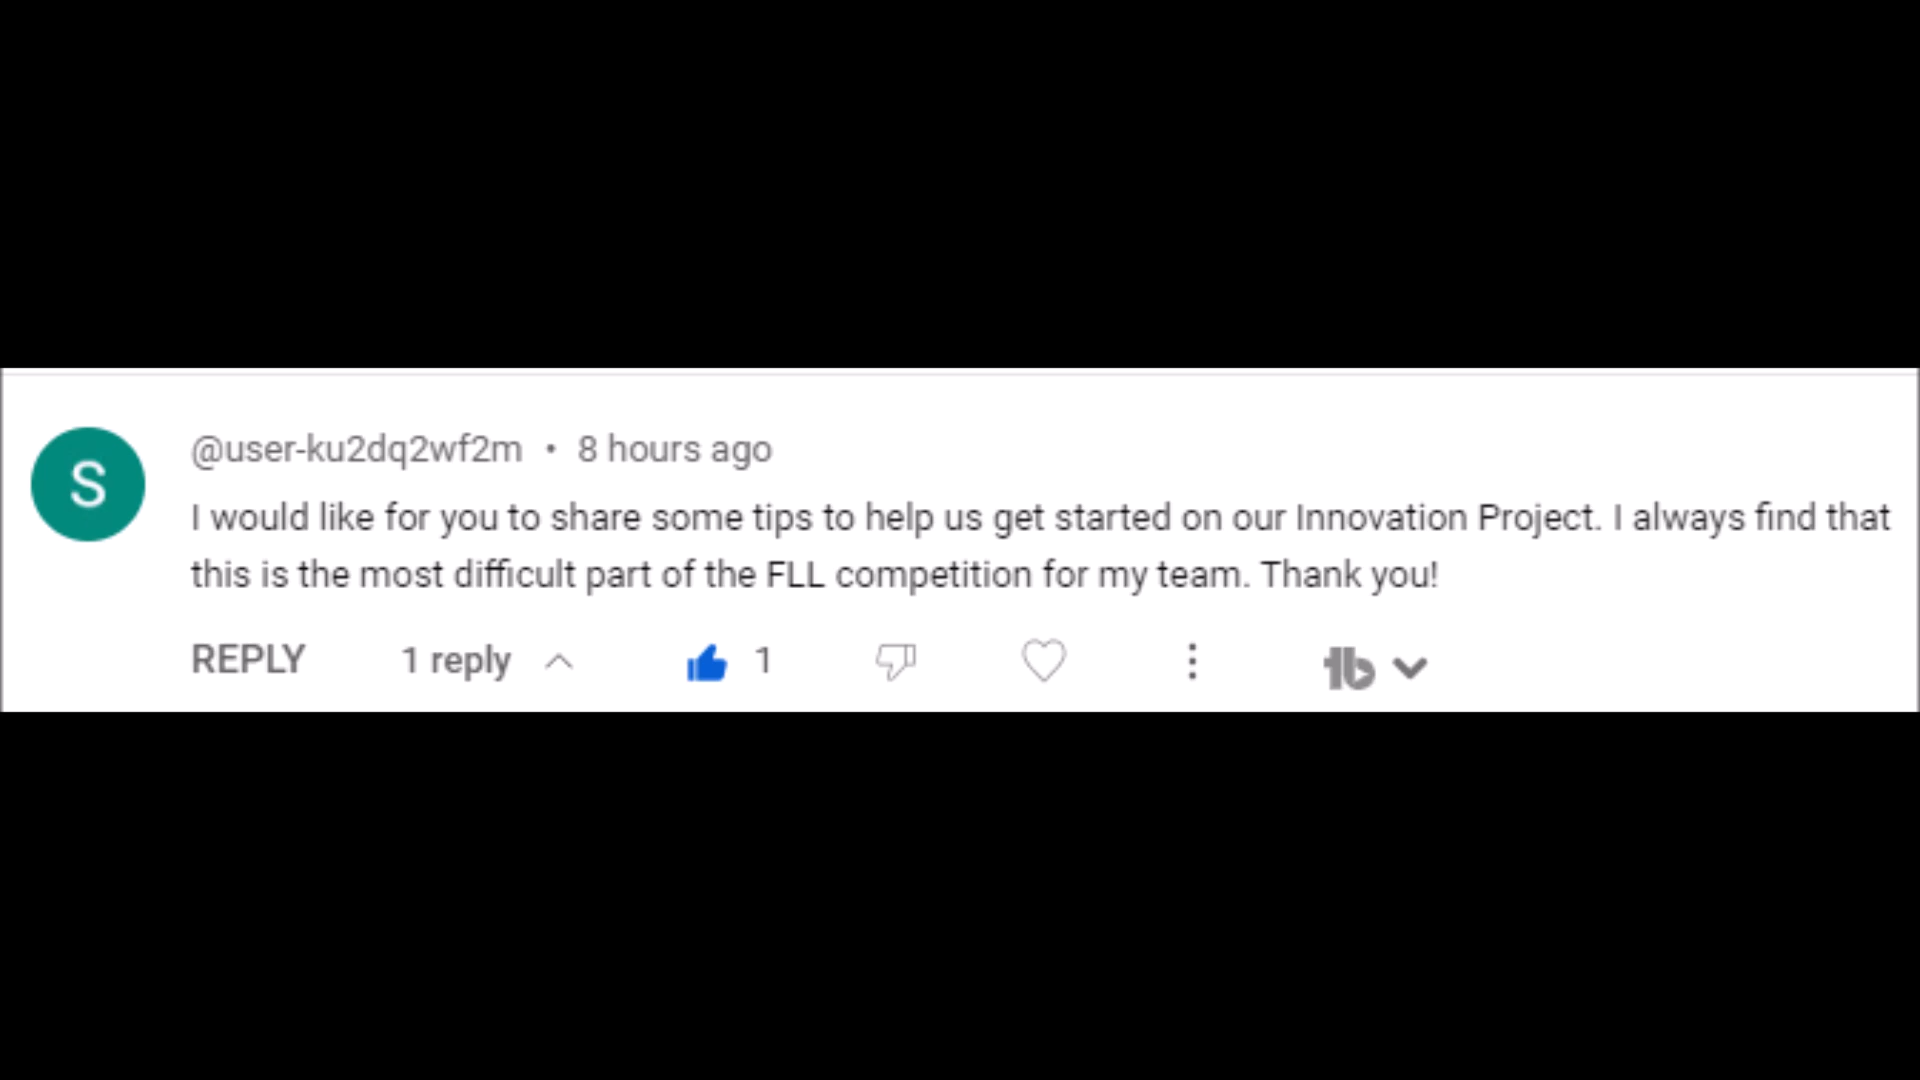 S
@user-ku2dq2wf2m • 8 hours ago
I would like for you to share some tips to help us get started on our Innovation Project. I always find that
this is the most difficult part of the FLL competition for my team. Thank you!
REPLY 1 reply 1 tb